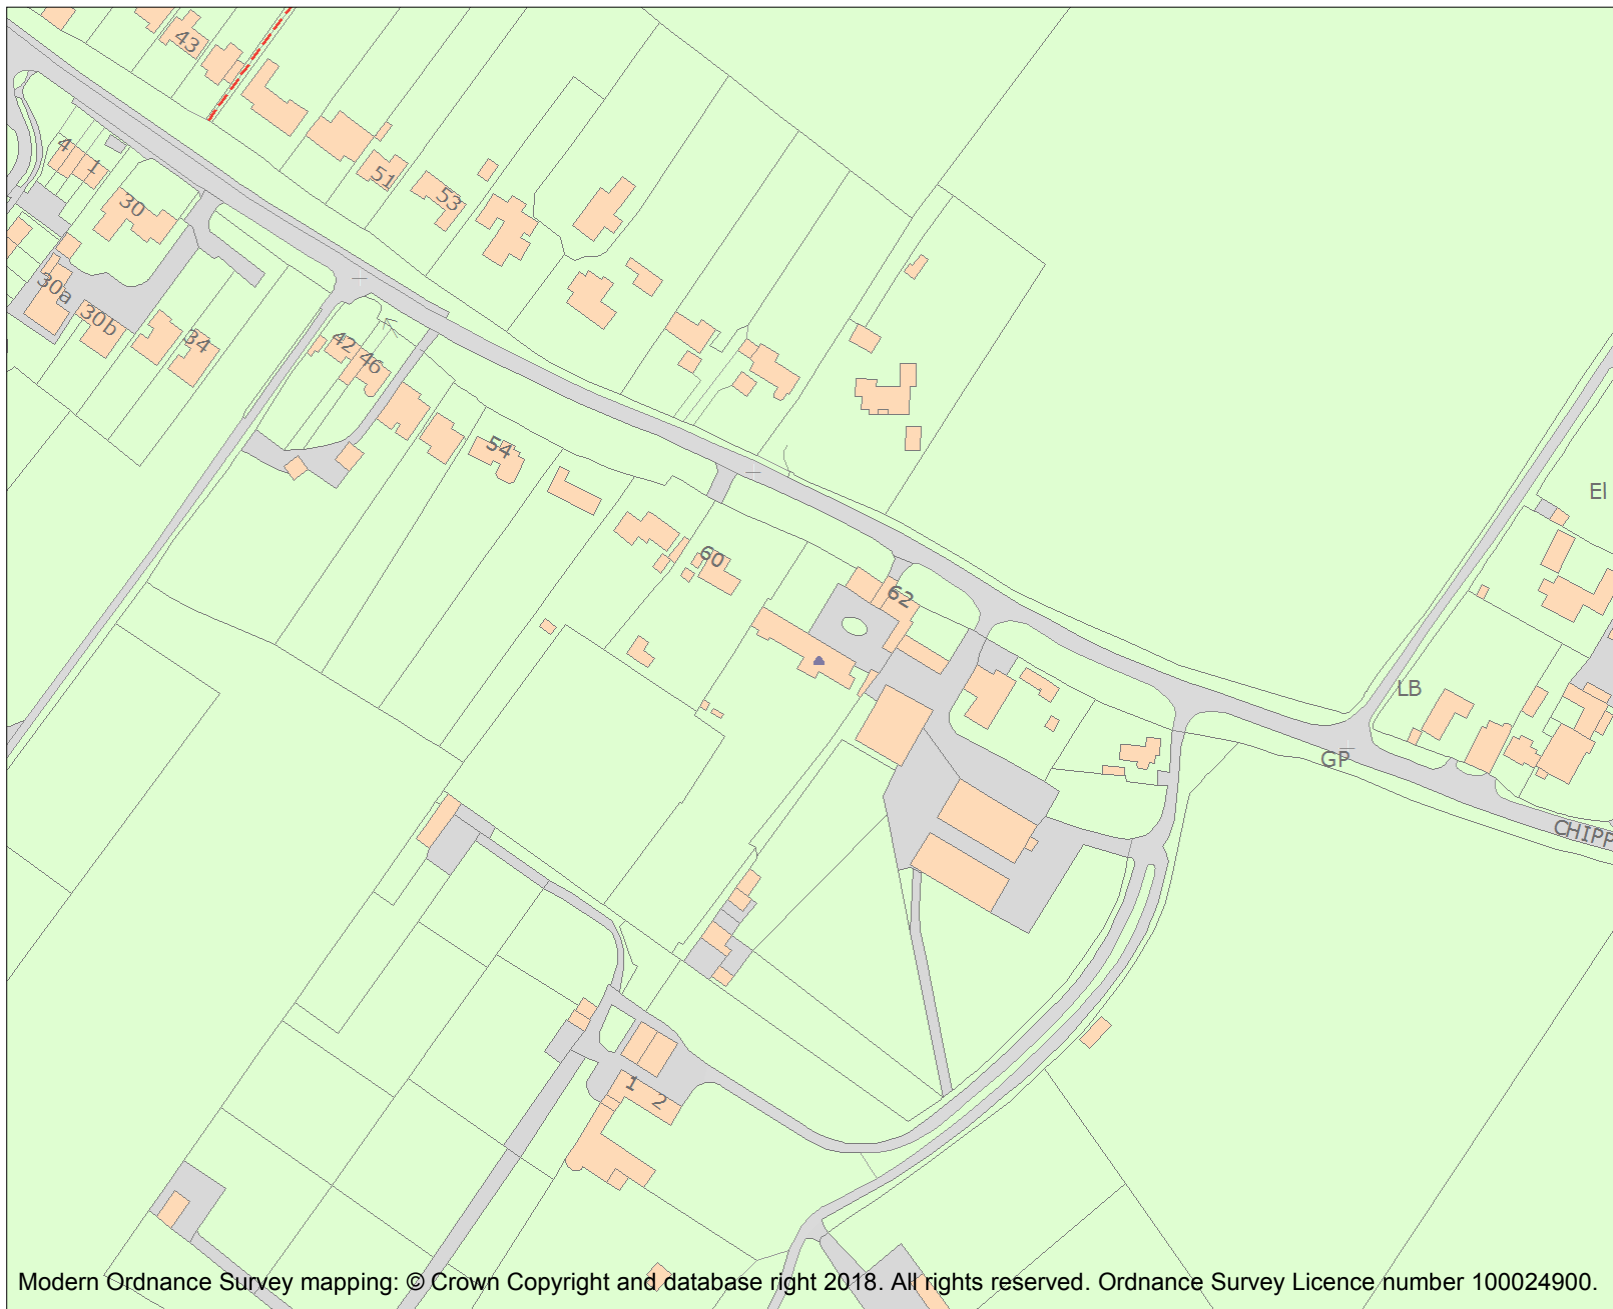 43
4
1
51
53
30
30a
30b
34
42
46
54
60
62
El
LB
GP
CHIPP
1
2
Modern Ordnance Survey mapping: © Crown Copyright and database right 2018. All rights reserved. Ordnance Survey Licence number 100024900.